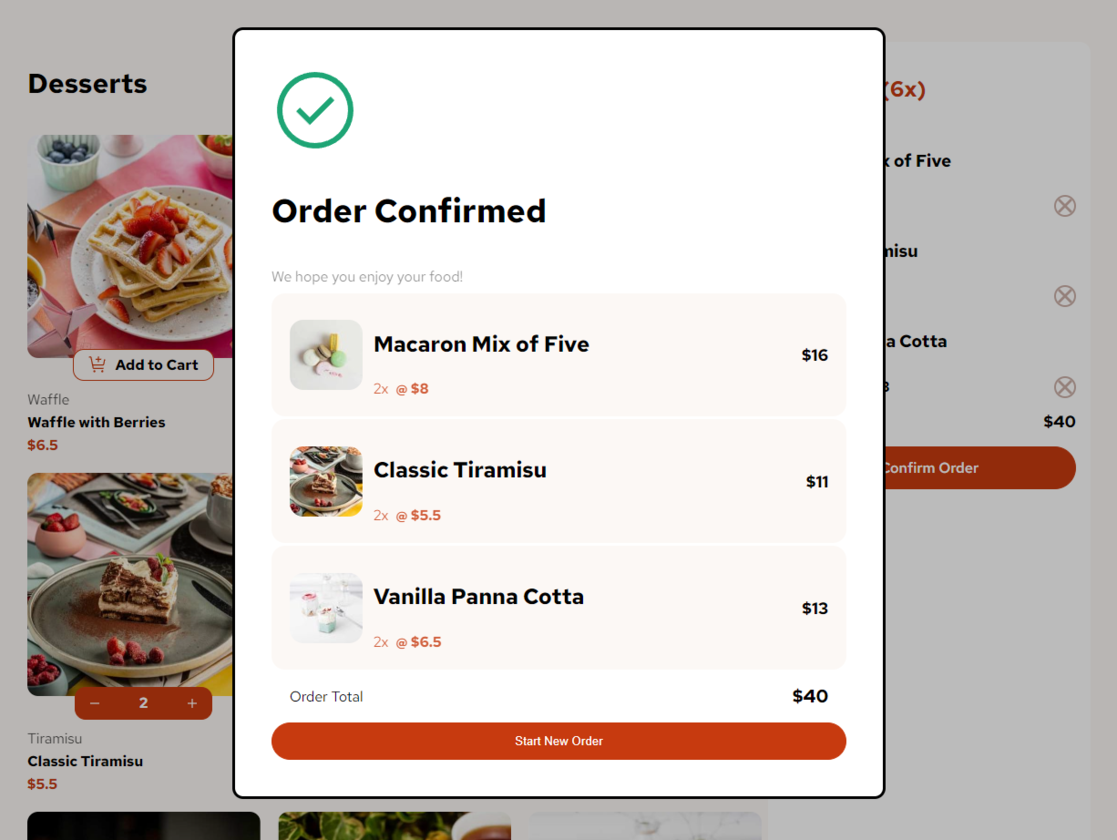 Desserts
Add to Cart
Waffle
Waffle with Berries
$6.5
2
Tiramisu
Classic Tiramisu
$5.5
Order Confirmed
We hope you enjoy your food!
Macaron Mix of Five
2x @ $8
$16
Classic Tiramisu
2x @ $5.5
$11
Vanilla Panna Cotta
2x @ $6.5
$13
Order Total
$40
Start New Order
(6x)
of Five
Cotta
$40
Confirm Order